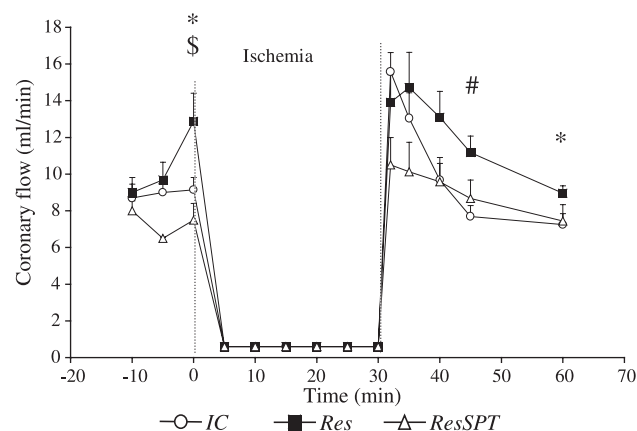 18
16
14
12
10
8
6
4
2
0
Coronary flow (ml/min)
*
$
Ischemia
#
*
-20 -10 0 10 20 30 40 50 60 70
Time (min)
IC Res ResSPT